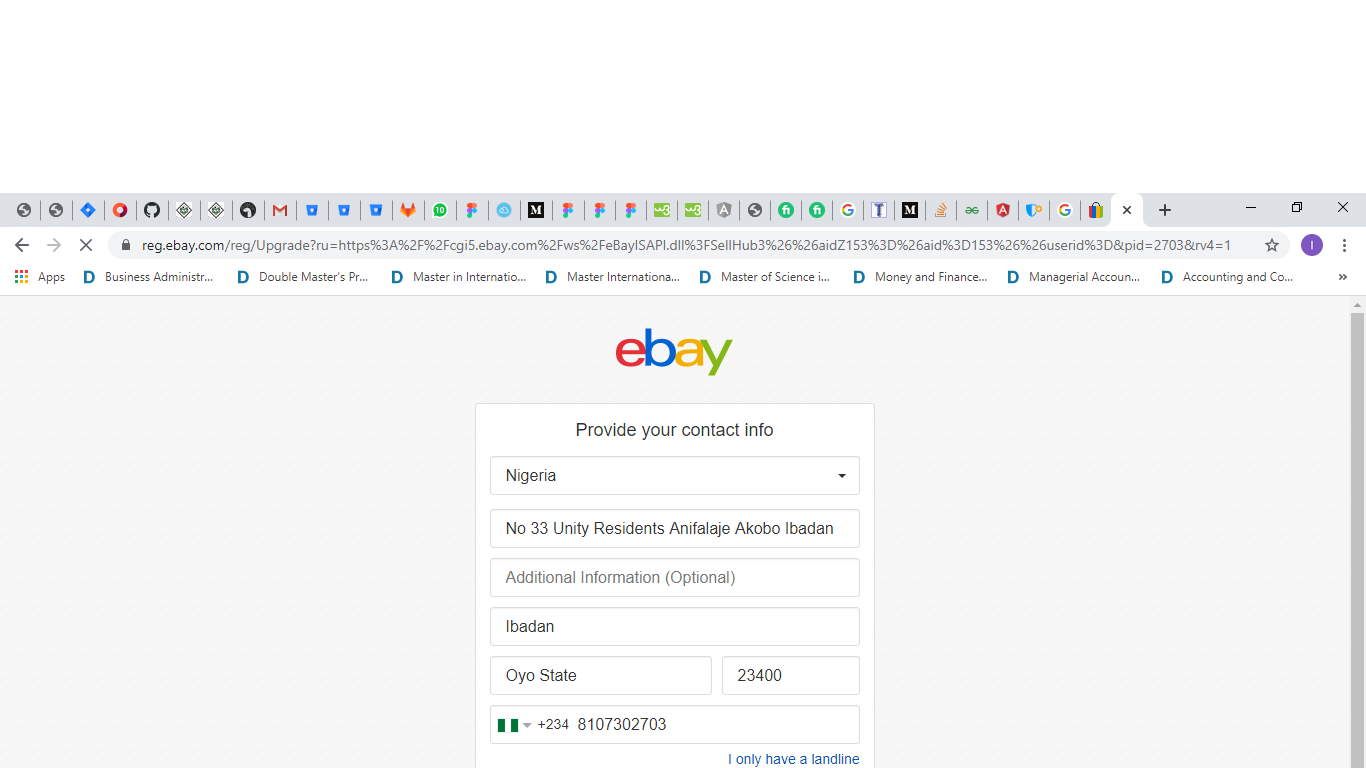 10
reg.ebay.com/reg/Upgrade?ru=https%3A%2F%2Fcgi5.ebay.com%2Fws%2FeBayISAPI.dll%3FSellHub3%26%26aidZ153%3D%26aid%3D153%26%26userid%3D&pid=2703&rv4=1
I
Apps D Business Administr... D Double Master's Pr... D Master in Internatio... D Master Internationa... D Master of Science i... D Money and Finance... D Managerial Accoun... D Accounting and Co... »
ebay
Provide your contact info
Nigeria
No 33 Unity Residents Anifalaje Akobo Ibadan
Additional Information (Optional)
Ibadan
Oyo State 23400
+234 8107302703
I only have a landline